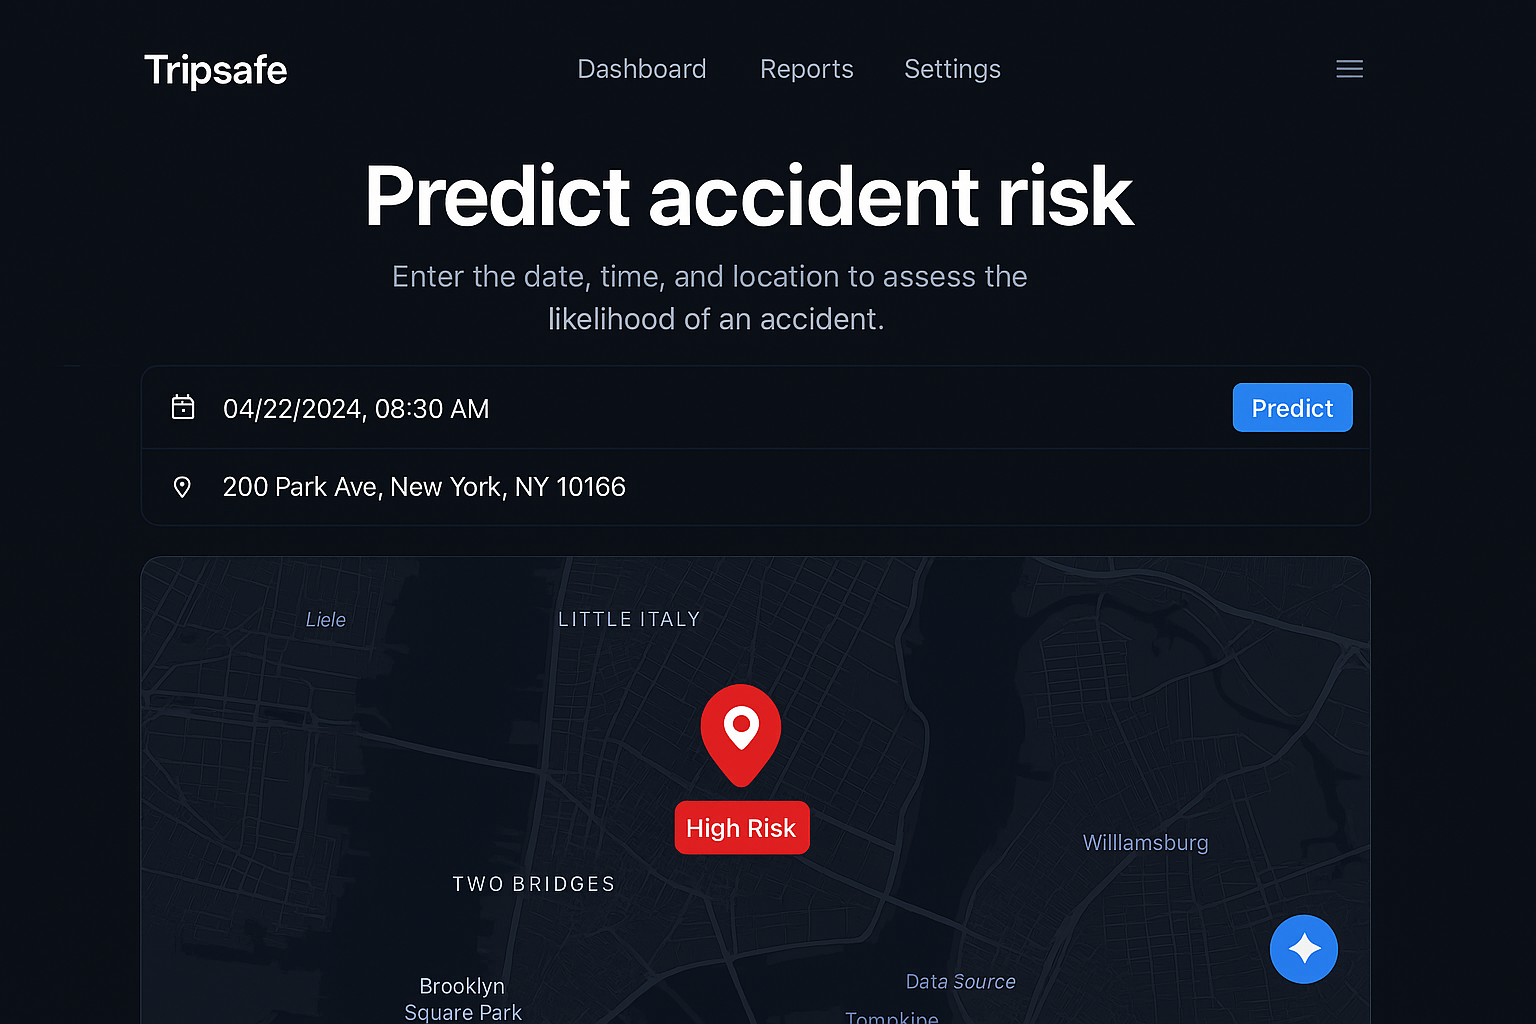 Tripsafe
Dashboard
Reports
Settings
Predict accident risk
Enter the date, time, and location to assess the
likelihood of an accident.
04/22/2024, 08:30 AM
Predict
200 Park Ave, New York, NY 10166
Liele
LITTLE ITALY
High Risk
Willlamsburg
TWO BRIDGES
Data Source
Brooklyn
Square Park
Tompkine